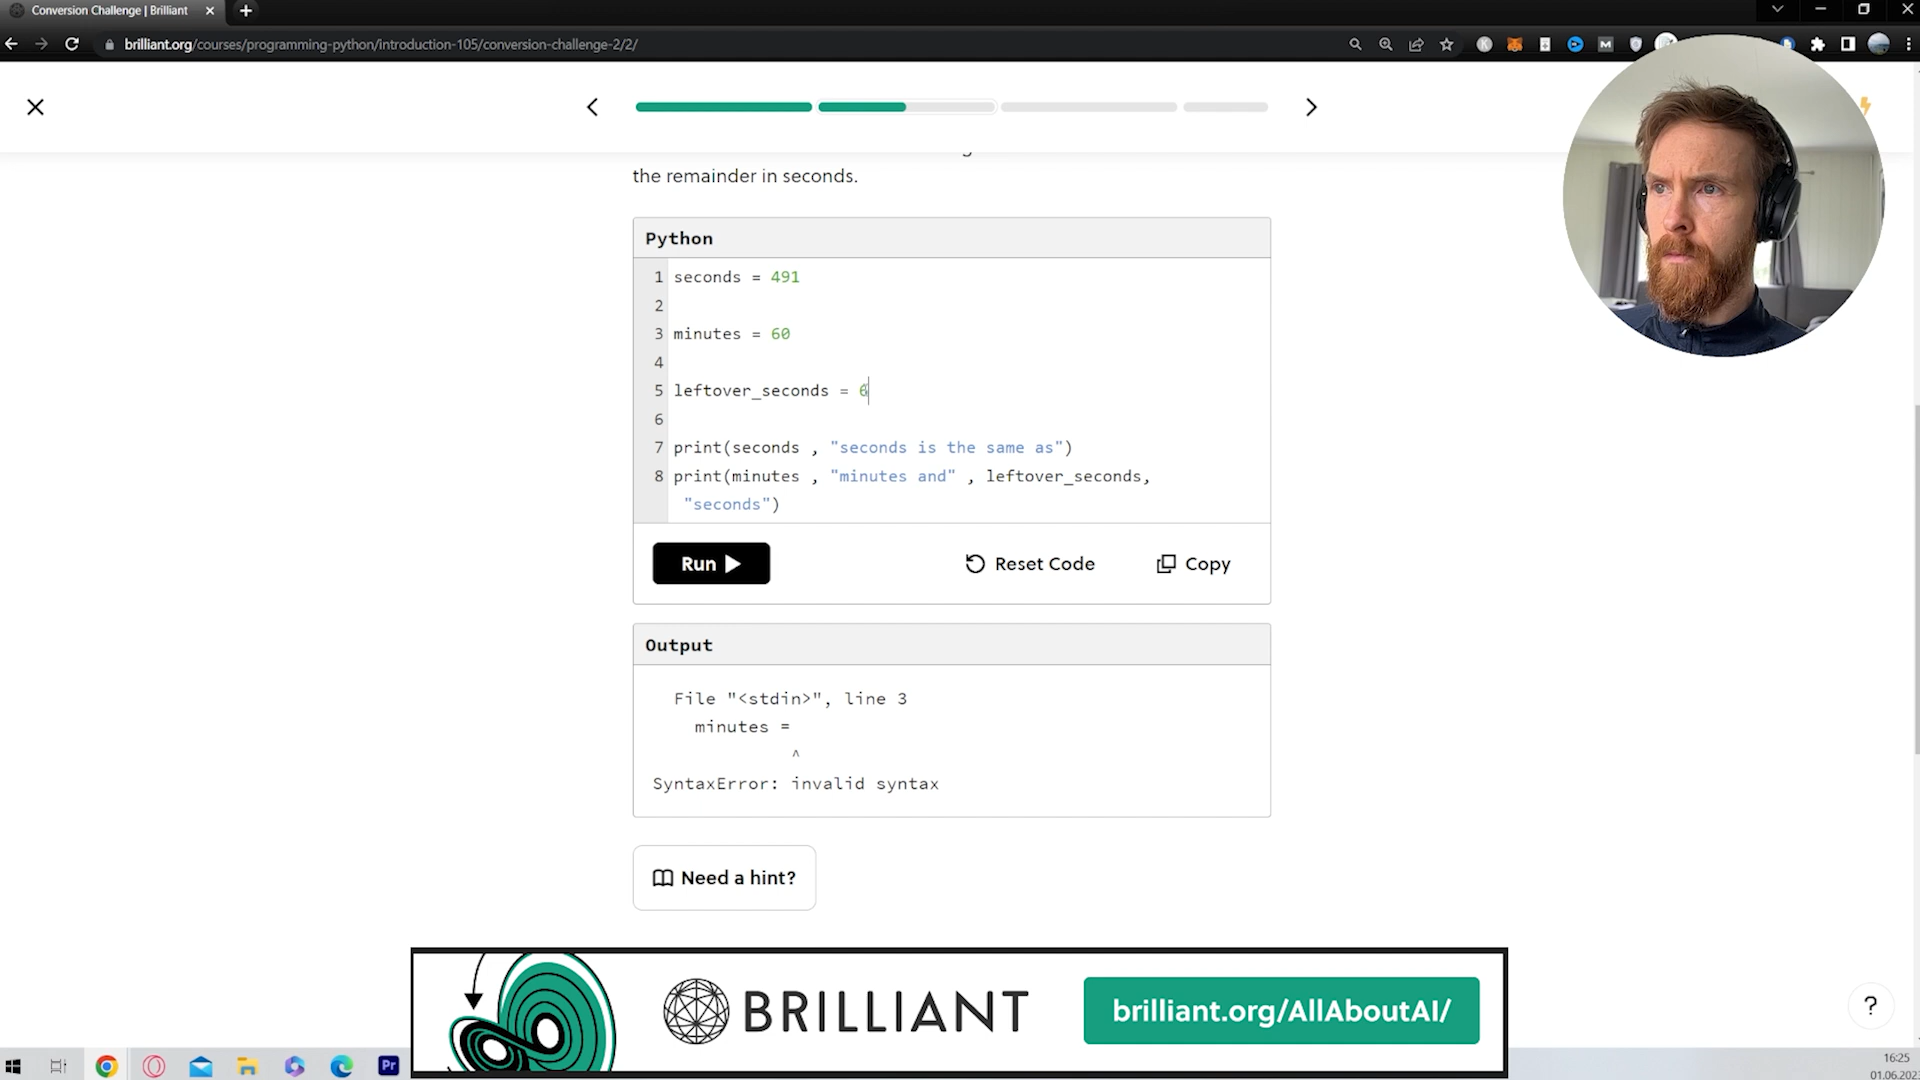 Conversion Challenge | Brilliant
brilliant.org/courses/programming-python/introduction-105/conversion-challenge-2/2/
the remainder in seconds.
Python
1 seconds = 491
2
3 minutes = 60
4
5 leftover_seconds = 6
6
7 print(seconds , "seconds is the same as")
8 print(minutes , "minutes and" , leftover_seconds,
"seconds")
Run
Reset Code
Copy
Output
File "<stdin>", line 3
minutes =
^
SyntaxError: invalid syntax
Need a hint?
BRILLIANT
brilliant.org/AllAboutAI/
?
Pr
16:25